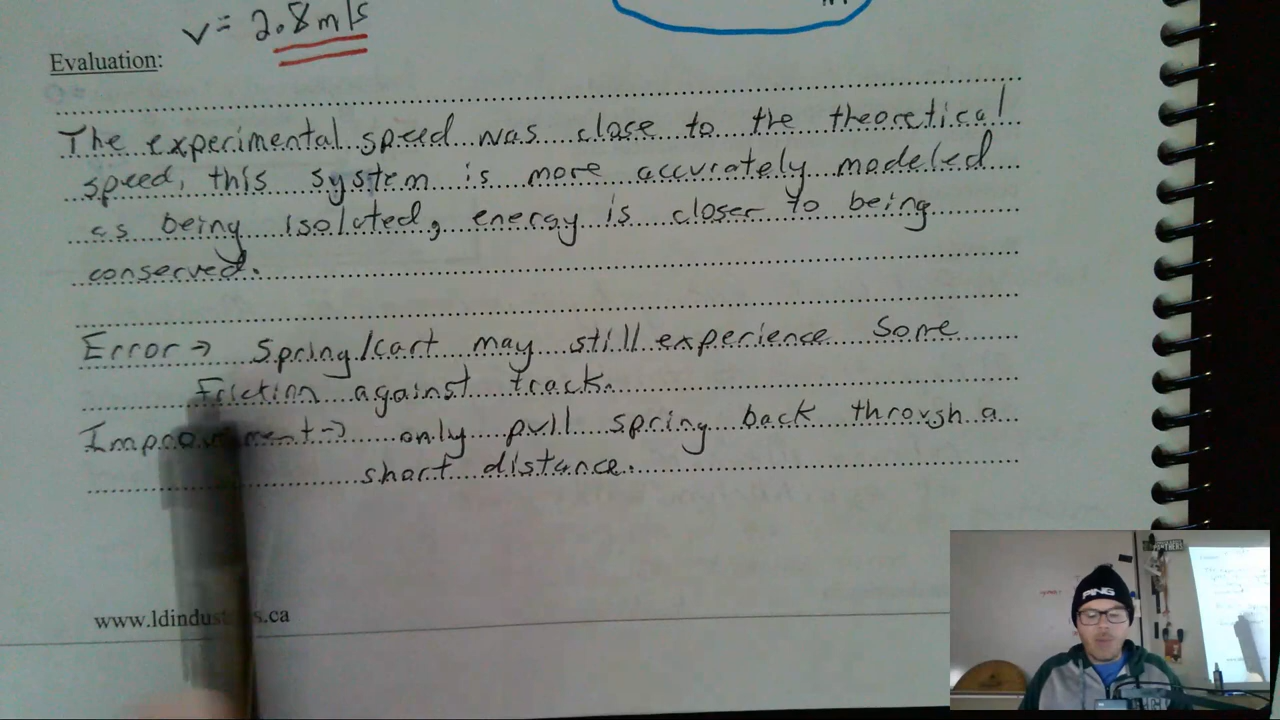 v = 2.8 m/s
Evaluation:
The experimental speed was close to the theoretical
speed, this system is more accurately modeled
as being isolated, energy is closer to being
conserved.
Error → Spring/cart may still experience some
Friction against track.
Improvement → only pull spring back through a
short distance.
www.ldindustries.ca
PING